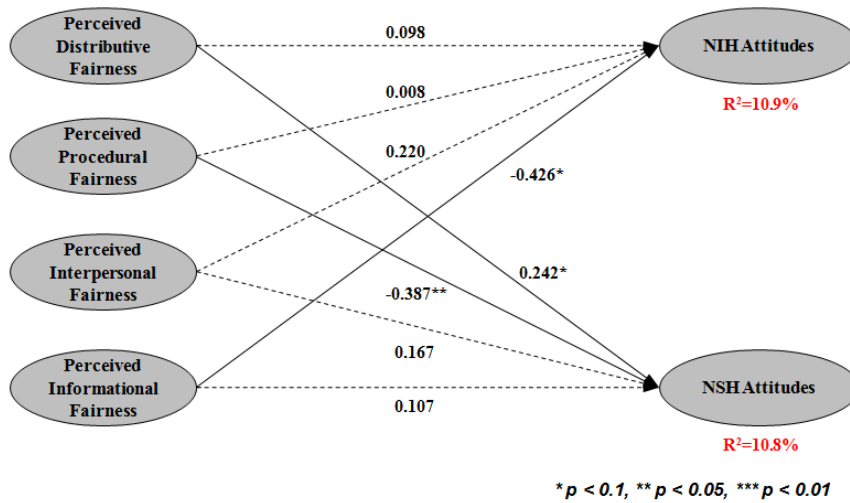 Perceived
Distributive
Fairness
0.098
NIH Attitudes
R²=10.9%
0.008
Perceived
Procedural
Fairness
0.220
-0.426*
Perceived
Interpersonal
Fairness
0.242*
-0.387**
0.167
Perceived
Informational
Fairness
0.107
NSH Attitudes
R²=10.8%
* p < 0.1, ** p < 0.05, *** p < 0.01